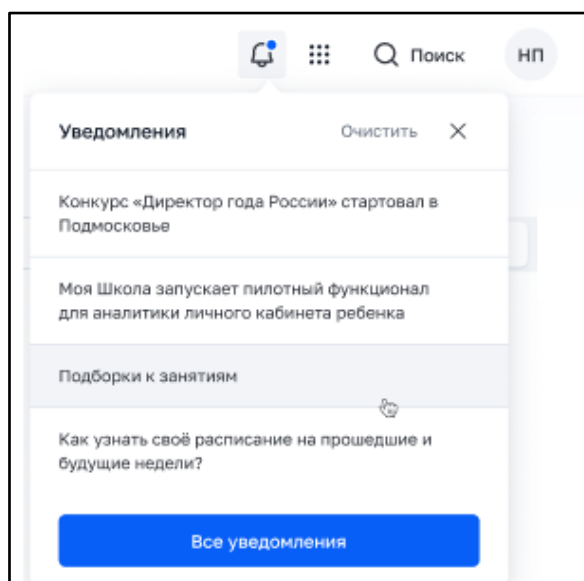 Поиск
НП
Уведомления
Очистить
Конкурс «Директор года России» стартовал в
Подмосковье
Моя Школа запускает пилотный функционал
для аналитики личного кабинета ребенка
Подборки к занятиям
Как узнать своё расписание на прошедшие и
будущие недели?
Все уведомления